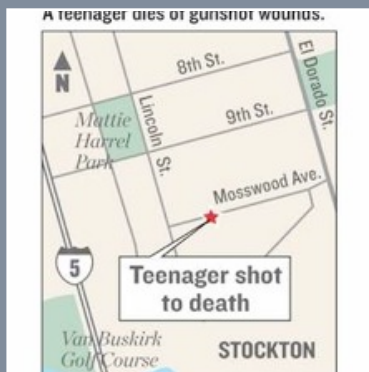 A teenager dies of gunshot wounds.
N
8th St.
El Dorado St.
Mattie
Harrel
Park
Lincoln St.
9th St.
Mosswood Ave.
5
Teenager shot
to death
Van Buskirk
Golf Course
STOCKTON